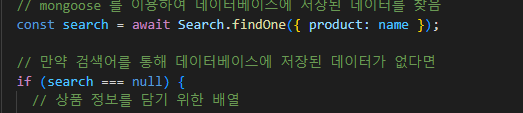 // mongoose 를 이용하여 데이터베이스에 저장된 데이터를 찾음
const search = await Search.findOne({ product: name });
// 만약 검색어를 통해 데이터베이스에 저장된 데이터가 없다면
if (search === null) {
// 상품 정보를 담기 위한 배열